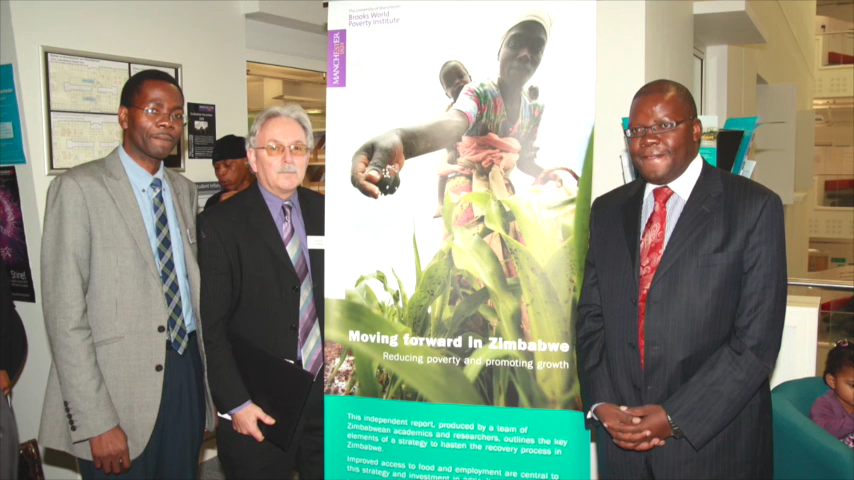 The University of Manchester
Brooks World
Poverty Institute
MANCHESTER
1824
Moving forward in Zimbabwe
Reducing poverty and promoting growth
This independent report, produced by a team of
Zimbabwean academics and researchers, outlines the key
elements of a strategy to hasten the recovery process in
Zimbabwe.
Improved access to food and employment are central to
this strategy and investment in
Shine!